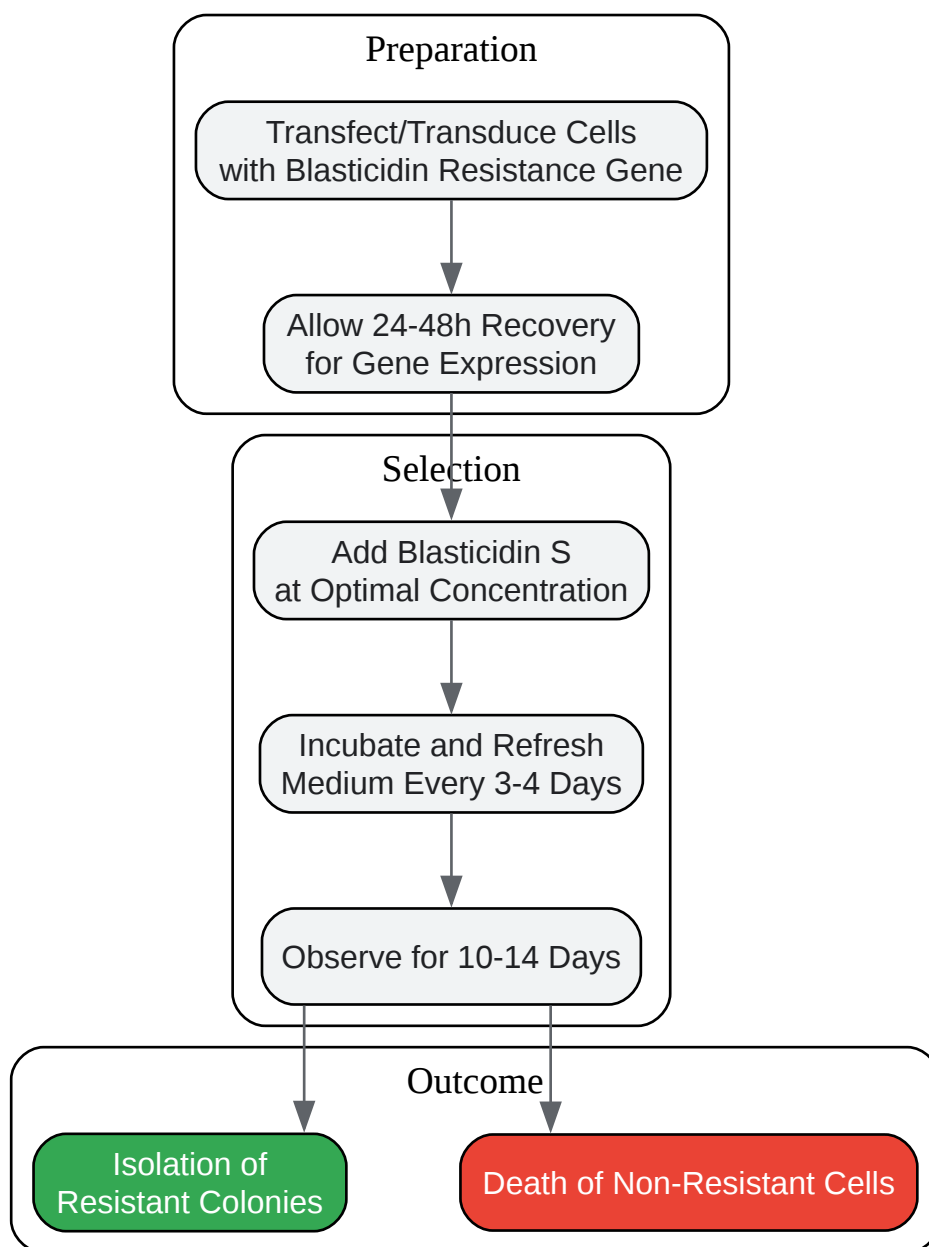 Preparation
Transfect/Transduce Cells
with Blasticidin Resistance Gene
Allow 24-48h Recovery
for Gene Expression
Selection
Add Blasticidin S
at Optimal Concentration
Incubate and Refresh
Medium Every 3-4 Days
Observe for 10-14 Days
Outcome
Isolation of
Resistant Colonies
Death of Non-Resistant Cells